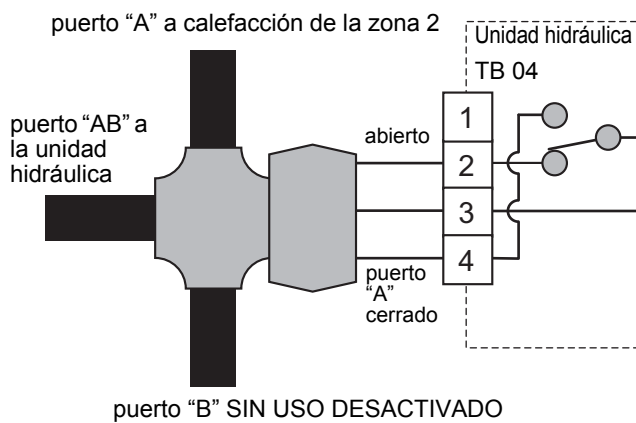 puerto “A” a calefacción de la zona 2
Unidad hidráulica
TB 04
puerto “AB” a
la unidad
hidráulica
abierto
1
2
3
4
puerto
“A”
cerrado
puerto “B” SIN USO DESACTIVADO